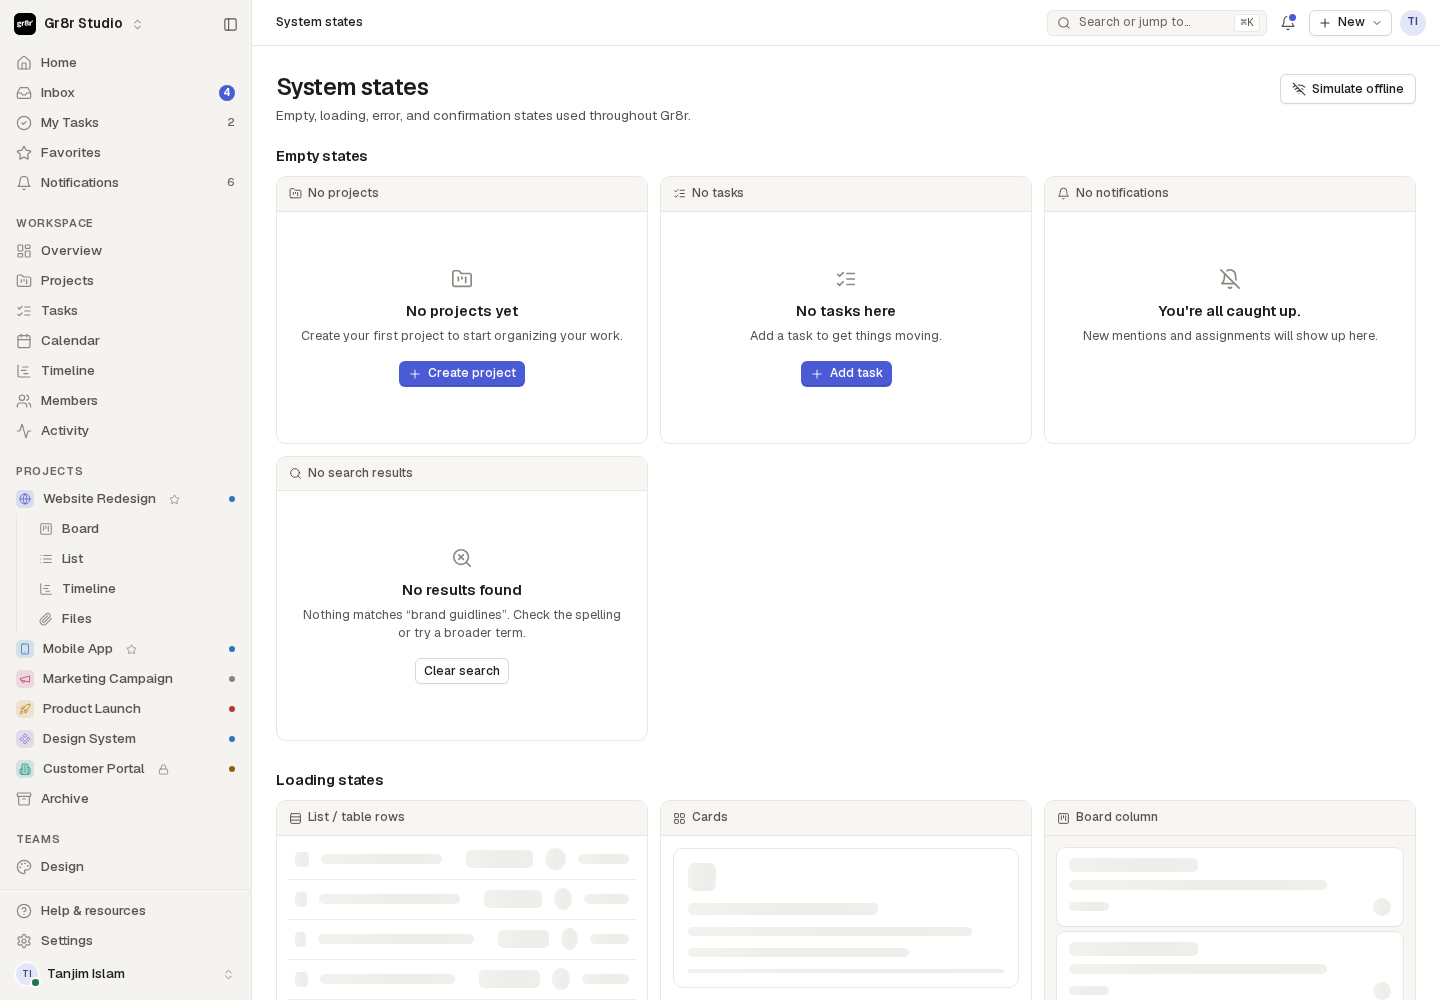 gr8r
Gr8r Studio
Home
Inbox
4
My Tasks
2
Favorites
Notifications
6
WORKSPACE
Overview
Projects
Tasks
Calendar
Timeline
Members
Activity
PROJECTS
Website Redesign
Board
List
Timeline
Files
Mobile App
Marketing Campaign
Product Launch
Design System
Customer Portal
Archive
TEAMS
Design
Help & resources
Settings
TI
Tanjim Islam
System states
Search or jump to...
⌘K
New
TI
System states
Simulate offline
Empty, loading, error, and confirmation states used throughout Gr8r.
Empty states
No projects
No projects yet
Create your first project to start organizing your work.
Create project
No tasks
No tasks here
Add a task to get things moving.
Add task
No notifications
You're all caught up.
New mentions and assignments will show up here.
No search results
No results found
Nothing matches “brand guidlines”. Check the spelling
or try a broader term.
Clear search
Loading states
List / table rows
Cards
Board column